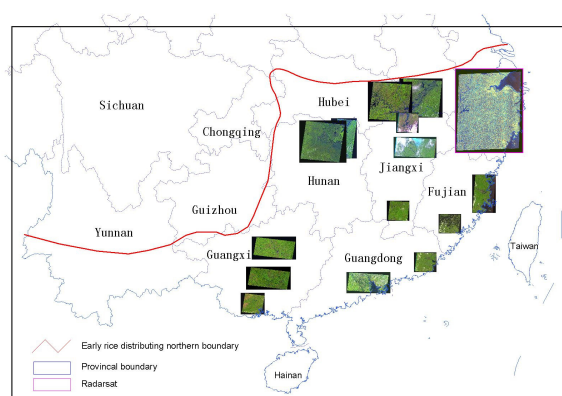 Sichuan
Hubei
Chongqing
Hunan
Jiangxi
Guizhou
Fujian
Yunnan
Guangxi
Guangdong
Taiwan
Hainan
Early rice distributing northern boundary
Provincal boundary
Radarsat